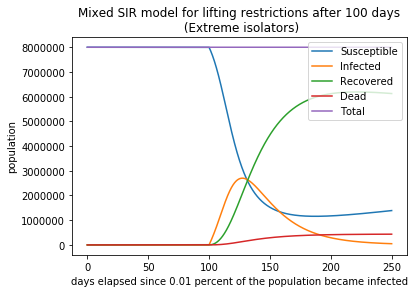 Mixed SIR model for lifting restrictions after 100 days
(Extreme isolators)
8000000
7000000
6000000
5000000
4000000
3000000
2000000
1000000
0
population
Susceptible
Infected
Recovered
Dead
Total
0 50 100 150 200 250
days elapsed since 0.01 percent of the population became infected